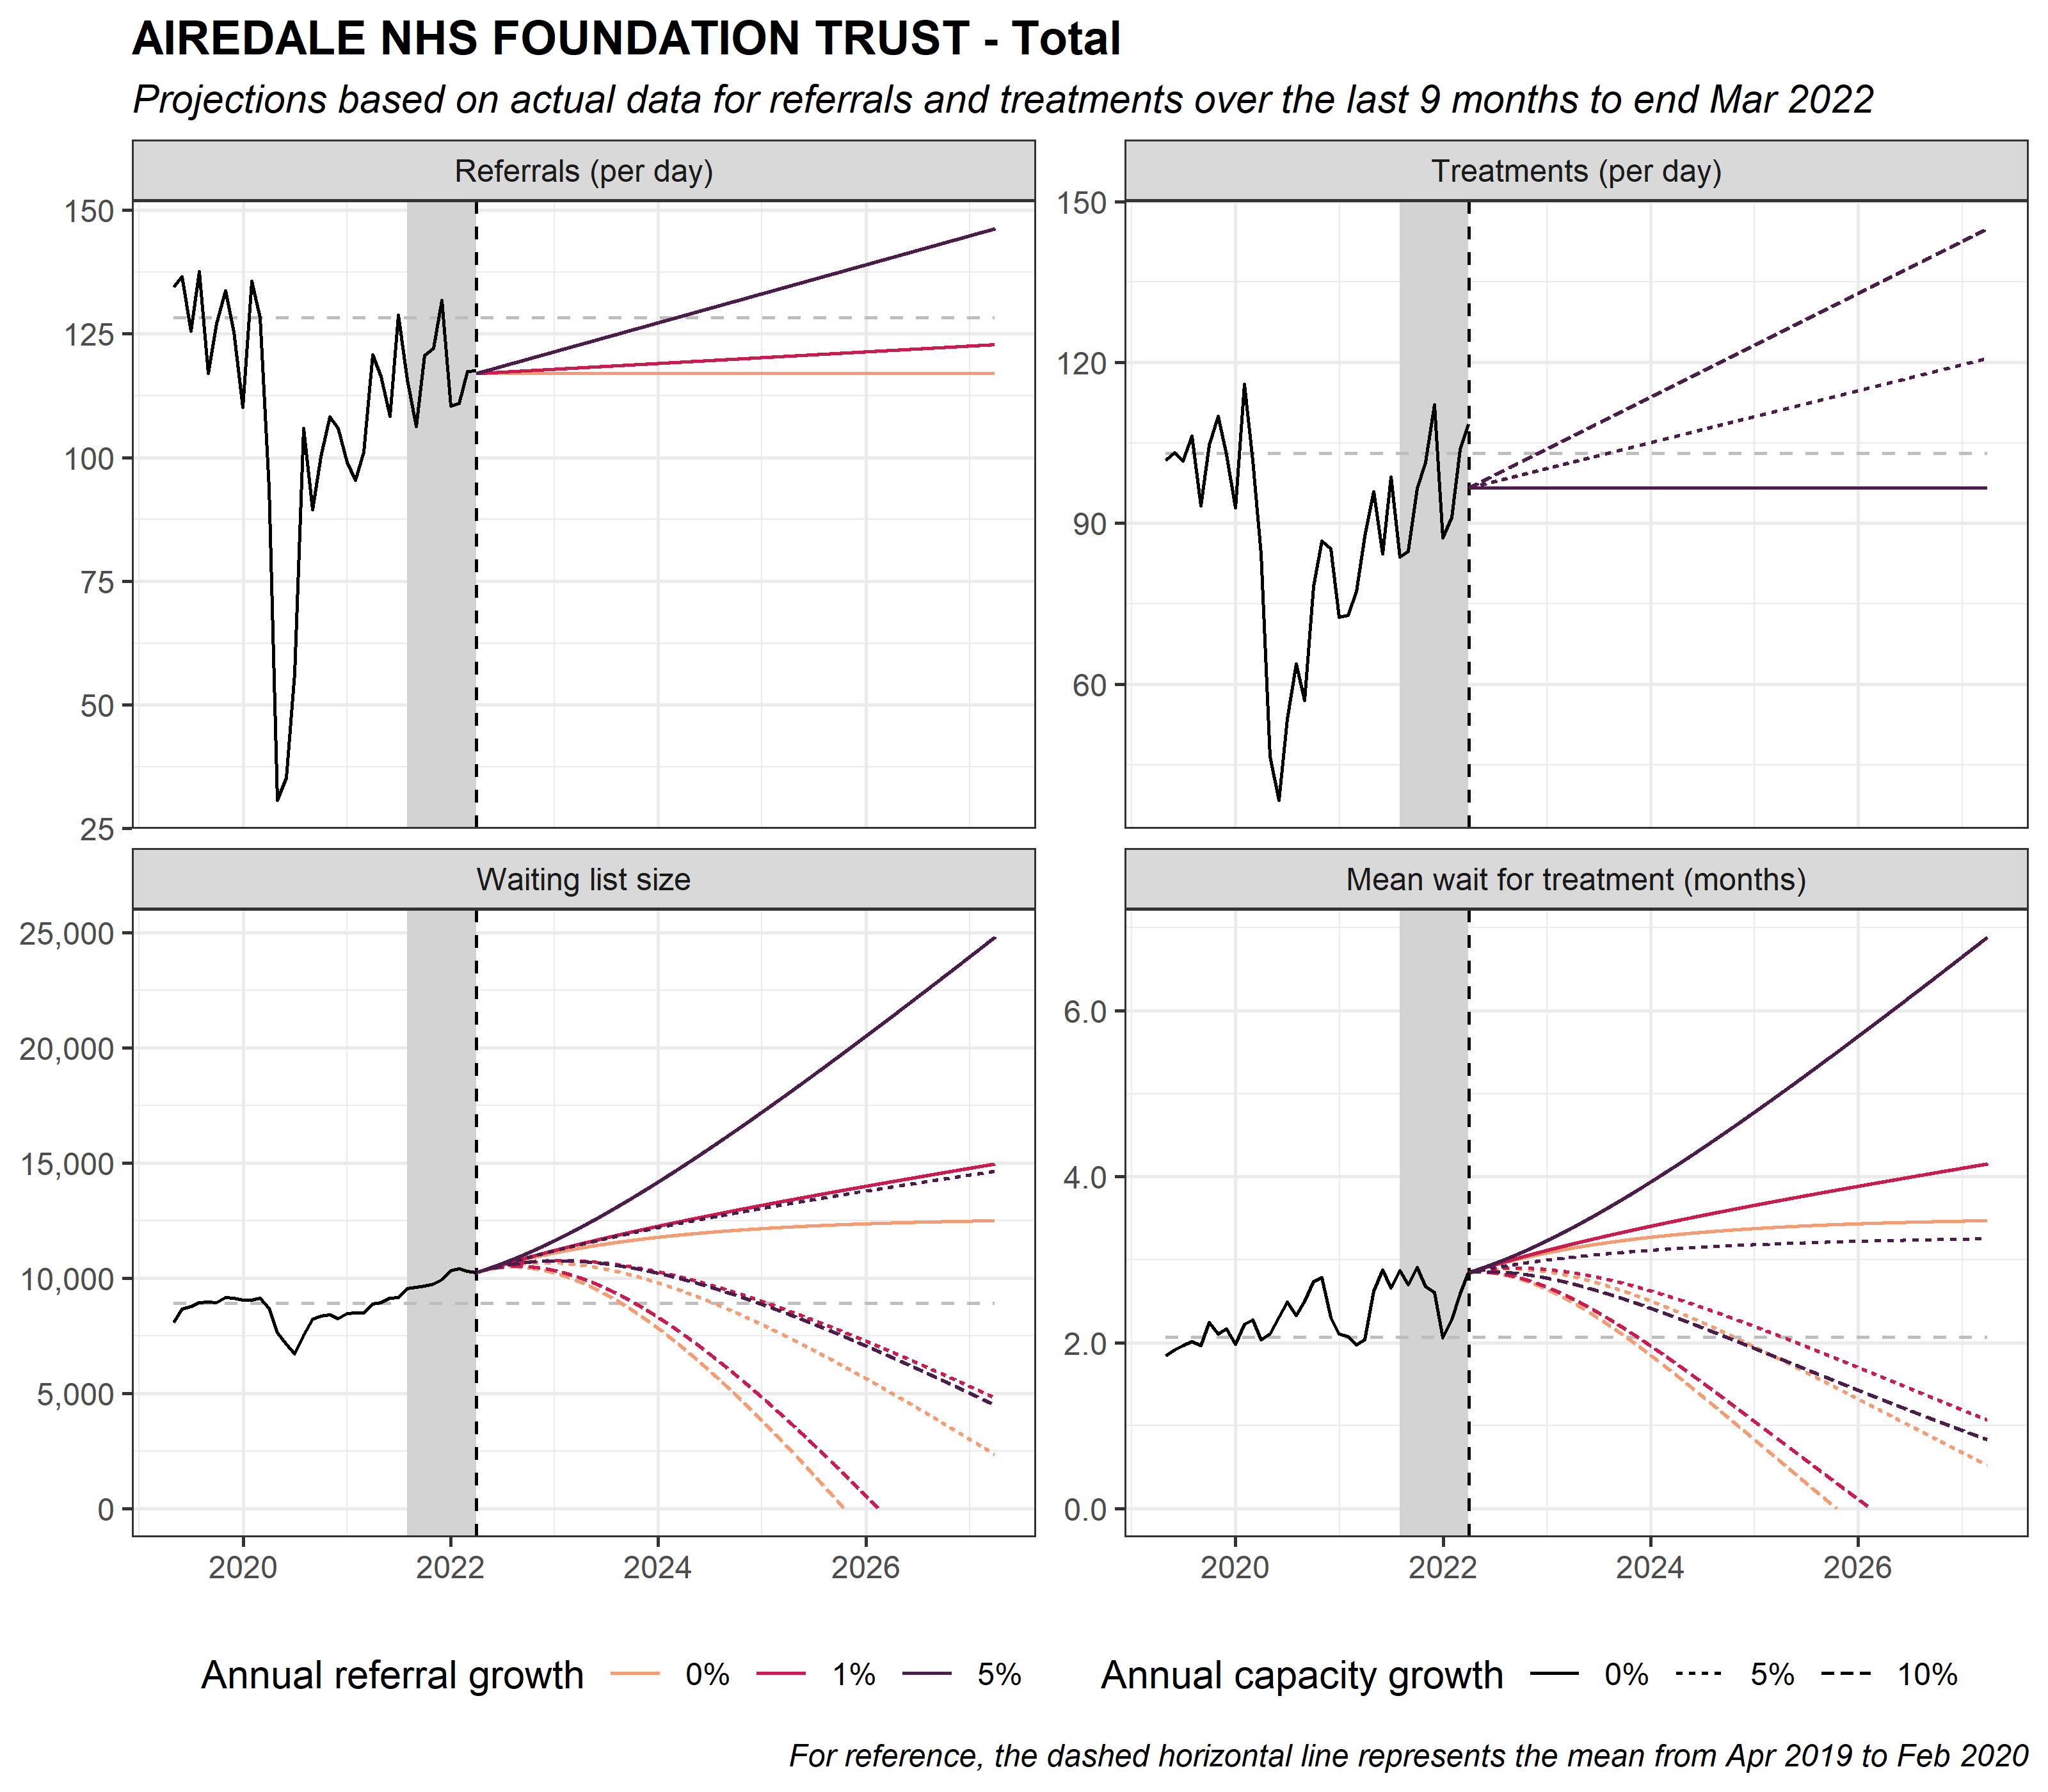 AIREDALE NHS FOUNDATION TRUST - Total
Projections based on actual data for referrals and treatments over the last 9 months to end Mar 2022
Referrals (per day)
Treatments (per day)
150
125
100
75
50
25
150
120
90
60
Waiting list size
Mean wait for treatment (months)
25,000
20,000
15,000
10,000
5,000
0
6.0
4.0
2.0
0.0
2020 2022 2024 2026
2020 2022 2024 2026
Annual referral growth 0% 1% 5%
Annual capacity growth 0% 5% 10%
For reference, the dashed horizontal line represents the mean from Apr 2019 to Feb 2020